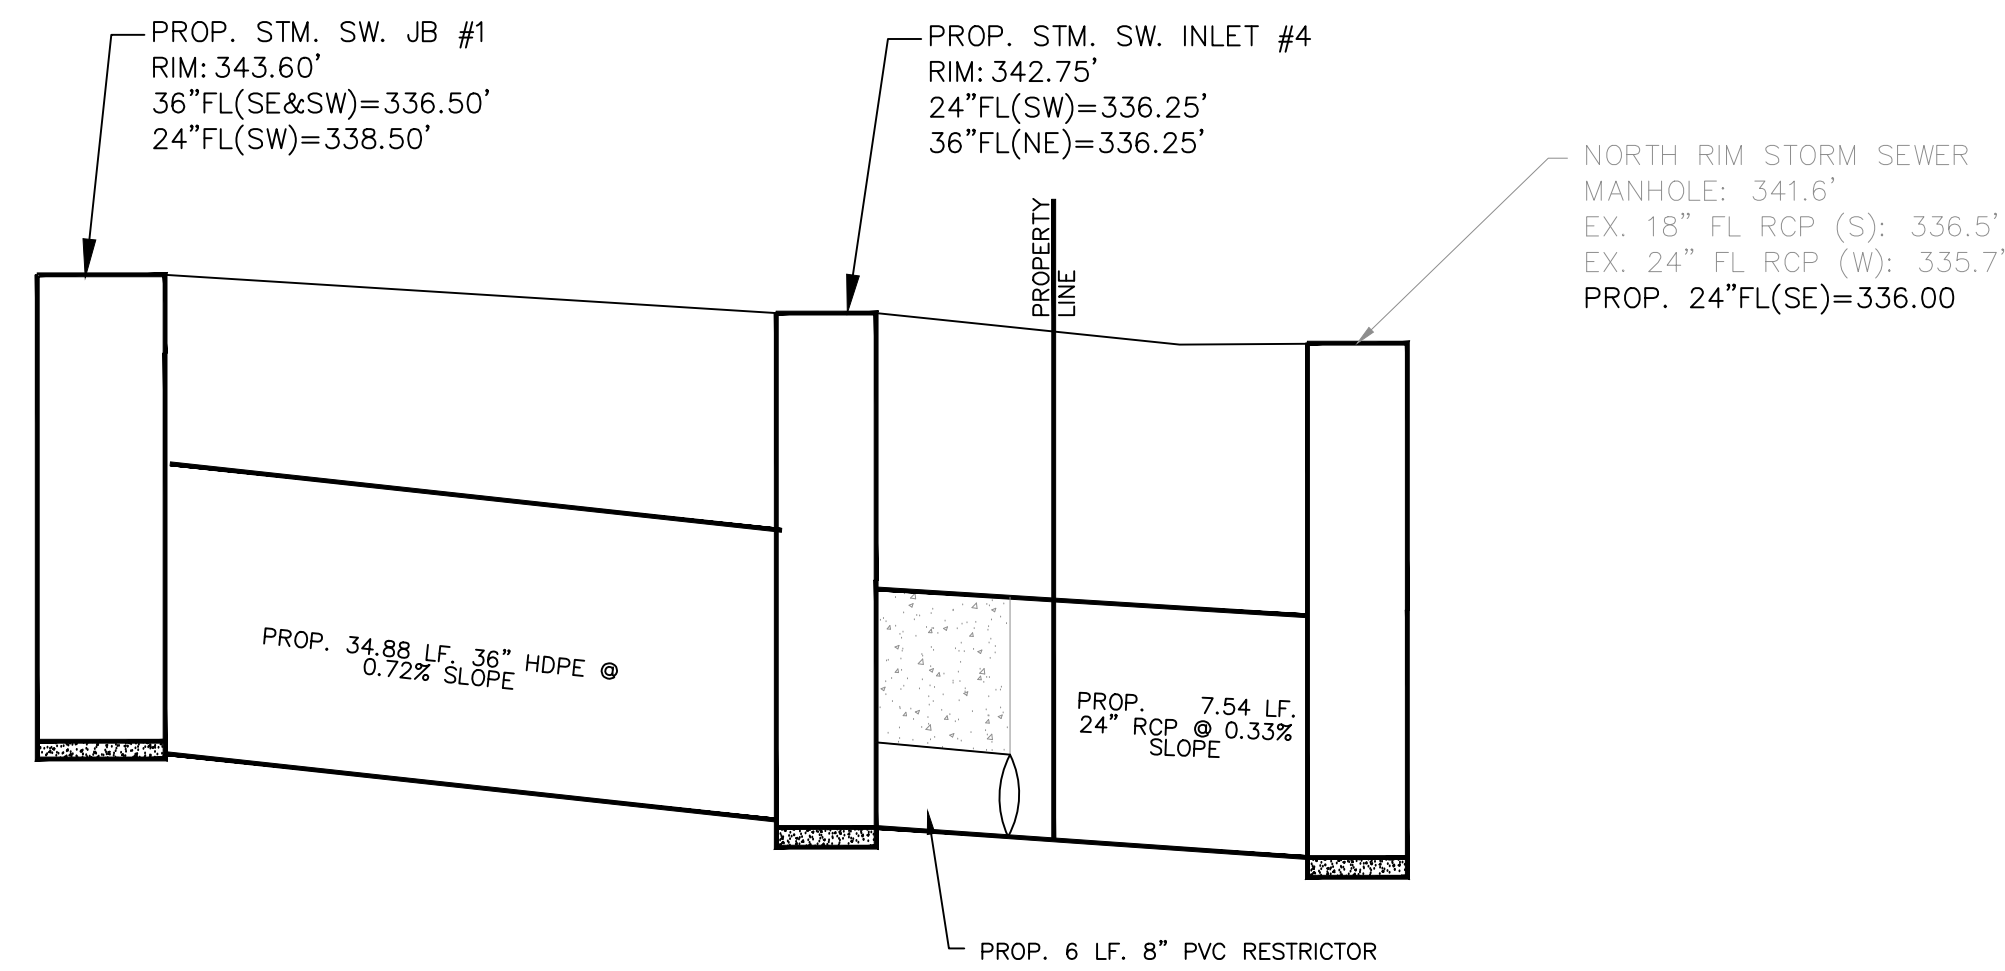 PROP. STM. SW. JB #1
RIM: 343.60'
36"FL(SE&SW)=336.50'
24"FL(SW)=338.50'
PROP. STM. SW. INLET #4
RIM: 342.75'
24"FL(SW)=336.25'
36"FL(NE)=336.25'
NORTH RIM STORM SEWER
MANHOLE: 341.6'
EX. 18" FL RCP (S): 336.5'
EX. 24" FL RCP (W): 335.7'
PROP. 24"FL(SE)=336.00
PROPERTY
LINE
PROP. 34.88 LF. 36" HDPE @
0.72% SLOPE
PROP. 7.54 LF.
24" RCP @ 0.33%
SLOPE
PROP. 6 LF. 8" PVC RESTRICTOR